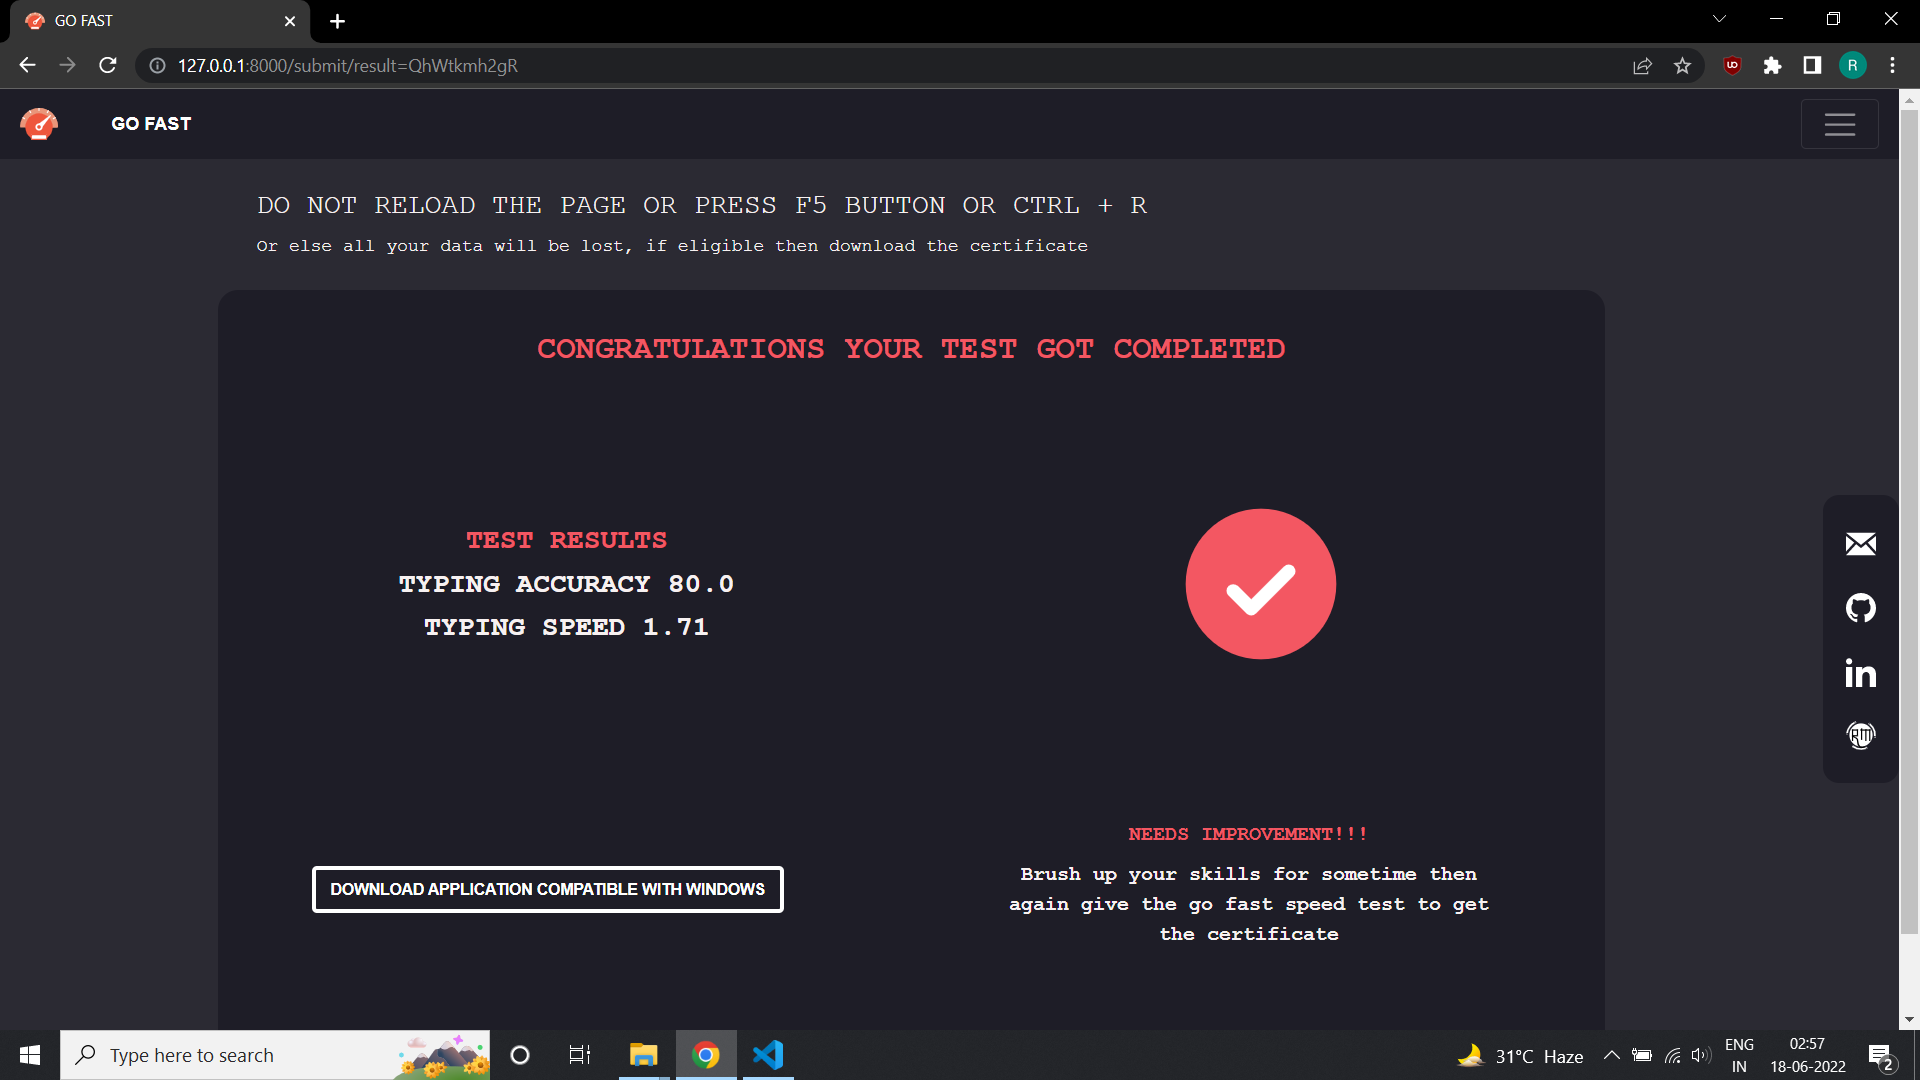 GO FAST
127.0.0.1:8000/submit/result=QhWtkmh2gR
R
GO FAST
DO NOT RELOAD THE PAGE OR PRESS F5 BUTTON OR CTRL + R
Or else all your data will be lost, if eligible then download the certificate
CONGRATULATIONS YOUR TEST GOT COMPLETED
TEST RESULTS
TYPING ACCURACY 80.0
TYPING SPEED 1.71
in
RM
NEEDS IMPROVEMENT!!!
Brush up your skills for sometime then
again give the go fast speed test to get
the certificate
DOWNLOAD APPLICATION COMPATIBLE WITH WINDOWS
Type here to search
31°C Haze
ENG
IN
02:57
18-06-2022
2